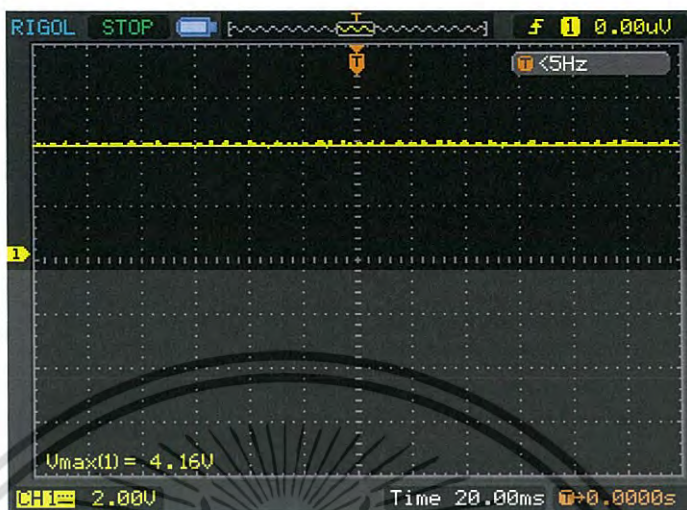 RIGOL STOP T 1 0.00uV
T
T <5Hz
1
Vmax(1)= 4.16V
CH1 2.00V Time 20.00ms T→0.0000s